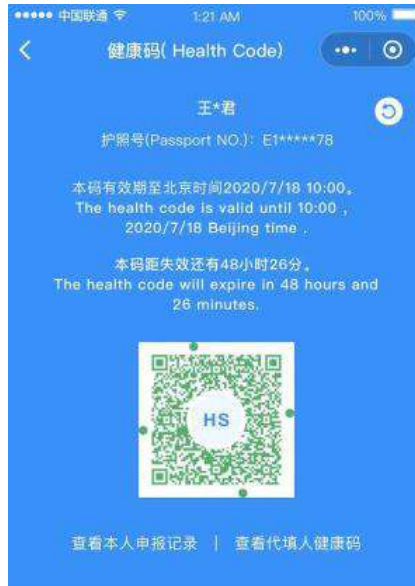 中国联通 1:21 AM 100%
健康码( Health Code)
王*君
护照号(Passport NO.): E1*****78
本码有效期至北京时间2020/7/18 10:00。
The health code is valid until 10:00 ,
2020/7/18 Beijing time .
本码距失效还有48小时26分。
The health code will expire in 48 hours and
26 minutes.
HS
查看本人申报记录 | 查看代填人健康码